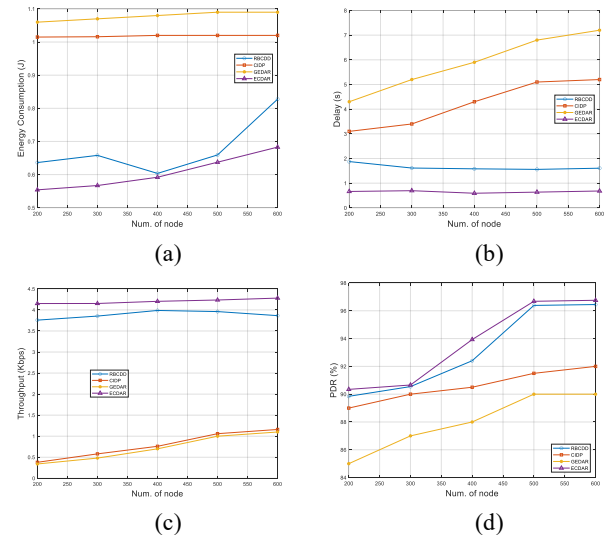 1.1
1
0.9
0.8
0.7
0.6
0.5
200 250 300 350 400 450 500 550 600
Energy Consumption (J)
Num. of node
RBCDD
CIDP
GEDAR
ECDAR
(a)
8
7
6
5
4
3
2
1
0
200 250 300 350 400 450 500 550 600
Delay (s)
Num. of node
RBCDD
CIDP
GEDAR
ECDAR
(b)
4.5
4
3.5
3
2.5
2
1.5
1
0.5
0
200 250 300 350 400 450 500 550 600
Throughput (Kbps)
Num. of node
RBCDD
CIDP
GEDAR
ECDAR
(c)
98
96
94
92
90
88
86
84
200 250 300 350 400 450 500 550 600
PDR (%)
Num. of node
RBCDD
CIDP
GEDAR
ECDAR
(d)